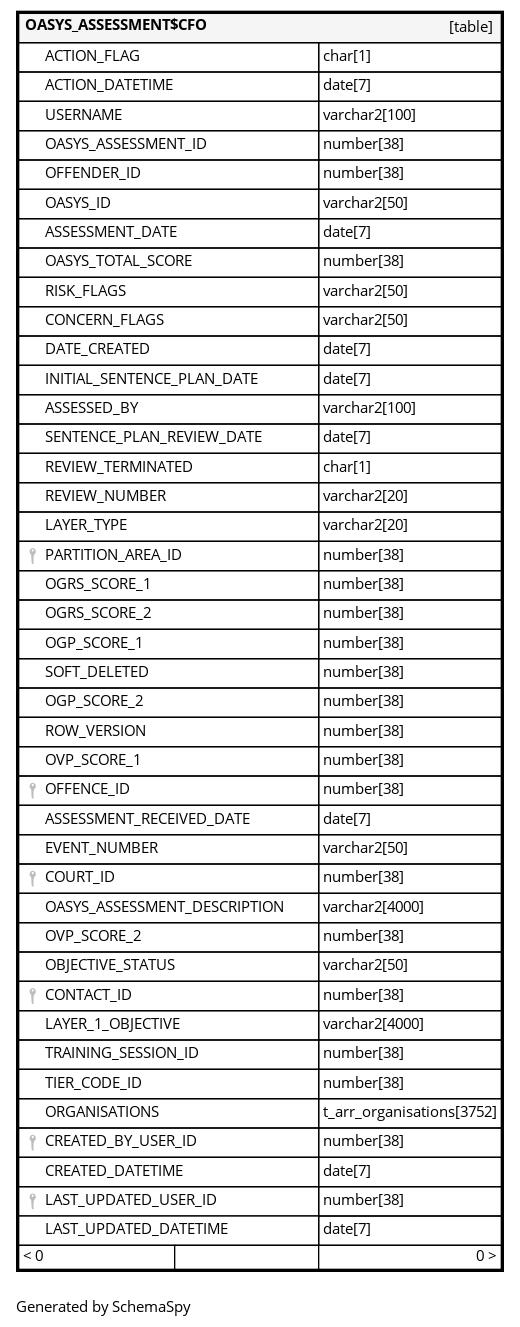 OASYS_ASSESSMENT$CFO [table]
ACTION_FLAG char[1]
ACTION_DATETIME date[7]
USERNAME varchar2[100]
OASYS_ASSESSMENT_ID number[38]
OFFENDER_ID number[38]
OASYS_ID varchar2[50]
ASSESSMENT_DATE date[7]
OASYS_TOTAL_SCORE number[38]
RISK_FLAGS varchar2[50]
CONCERN_FLAGS varchar2[50]
DATE_CREATED date[7]
INITIAL_SENTENCE_PLAN_DATE date[7]
ASSESSED_BY varchar2[100]
SENTENCE_PLAN_REVIEW_DATE date[7]
REVIEW_TERMINATED char[1]
REVIEW_NUMBER varchar2[20]
LAYER_TYPE varchar2[20]
PARTITION_AREA_ID number[38]
OGRS_SCORE_1 number[38]
OGRS_SCORE_2 number[38]
OGP_SCORE_1 number[38]
SOFT_DELETED number[38]
OGP_SCORE_2 number[38]
ROW_VERSION number[38]
OVP_SCORE_1 number[38]
OFFENCE_ID number[38]
ASSESSMENT_RECEIVED_DATE date[7]
EVENT_NUMBER varchar2[50]
COURT_ID number[38]
OASYS_ASSESSMENT_DESCRIPTION varchar2[4000]
OVP_SCORE_2 number[38]
OBJECTIVE_STATUS varchar2[50]
CONTACT_ID number[38]
LAYER_1_OBJECTIVE varchar2[4000]
TRAINING_SESSION_ID number[38]
TIER_CODE_ID number[38]
ORGANISATIONS t_arr_organisations[3752]
CREATED_BY_USER_ID number[38]
CREATED_DATETIME date[7]
LAST_UPDATED_USER_ID number[38]
LAST_UPDATED_DATETIME date[7]
< 0 0 >
Generated by SchemaSpy